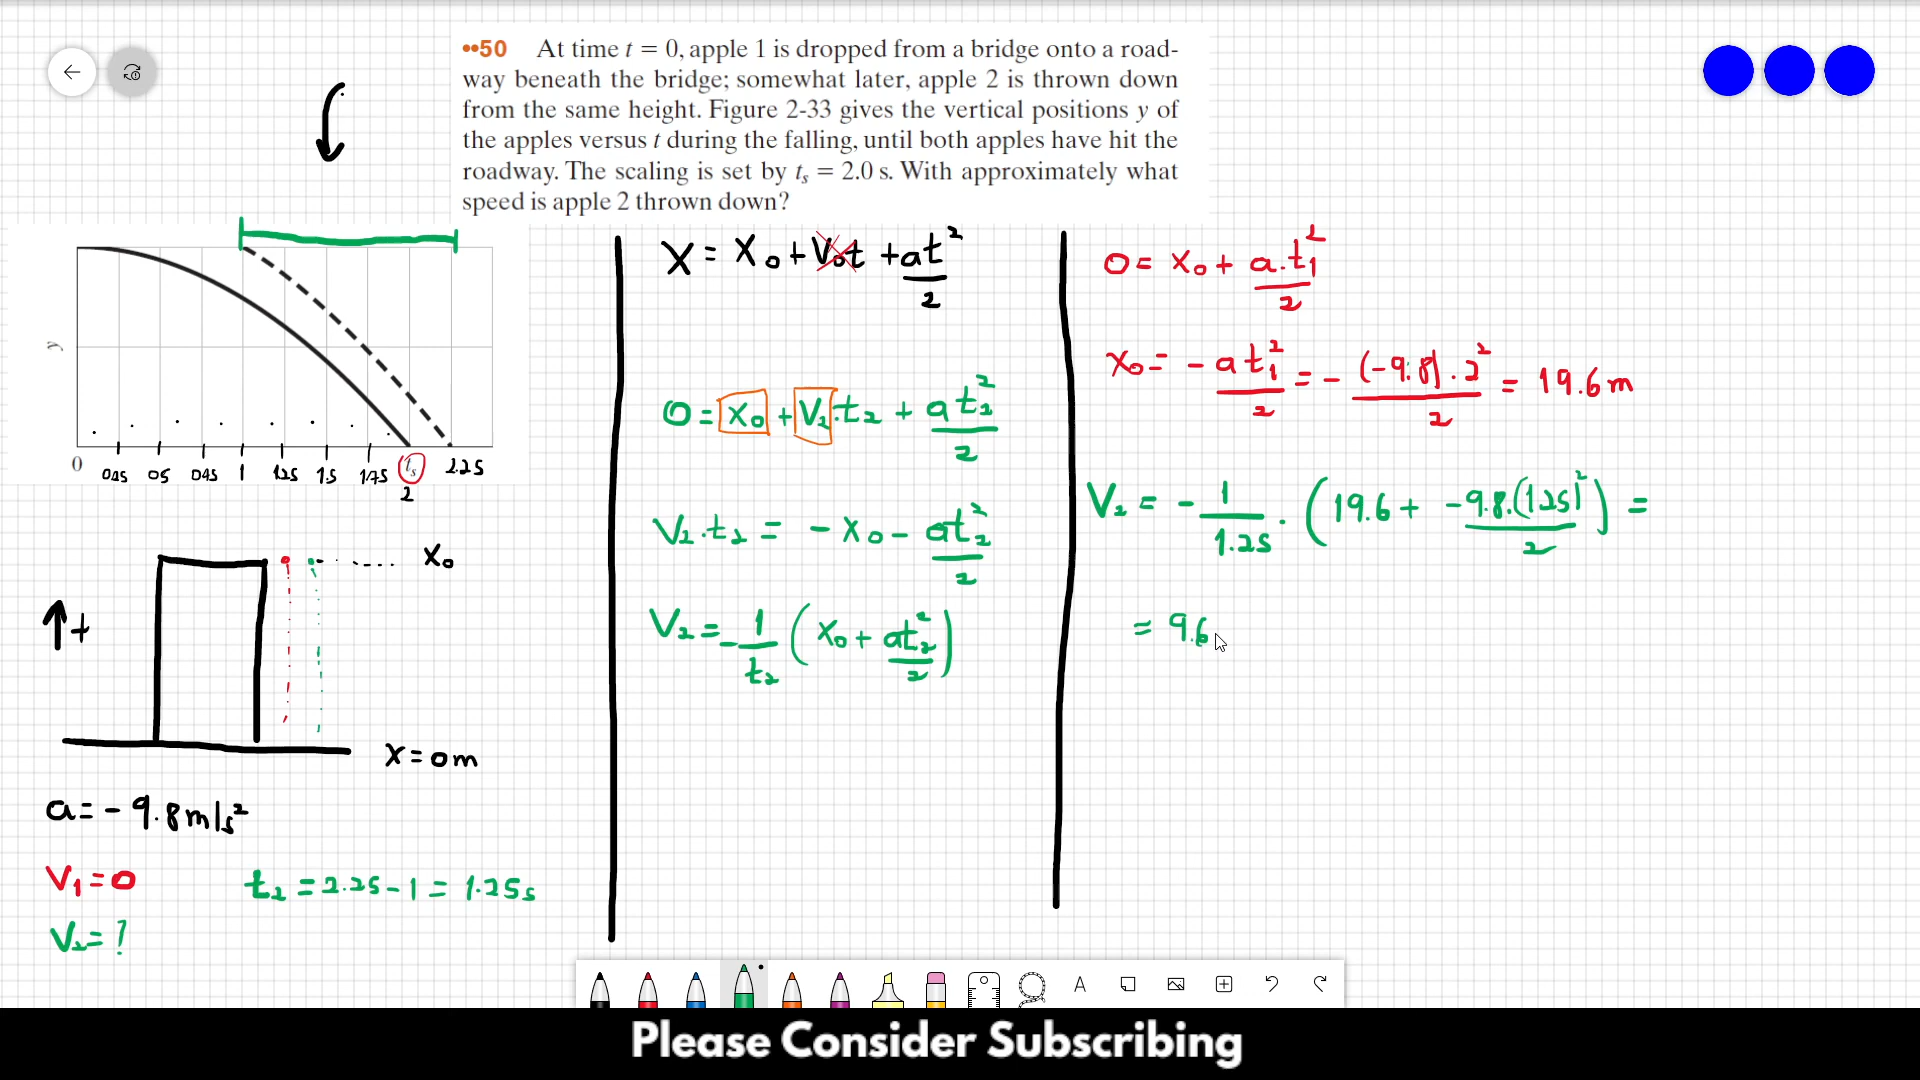 ••50 At time t = 0, apple 1 is dropped from a bridge onto a road-
way beneath the bridge; somewhat later, apple 2 is thrown down
from the same height. Figure 2-33 gives the vertical positions y of
the apples versus t during the falling, until both apples have hit the
roadway. The scaling is set by tₛ = 2.0 s. With approximately what
speed is apple 2 thrown down?
y
0 0.25 0.5 0.75 1 1.25 1.5 1.75 tₛ 2.25
2
x₀
↑+
x = 0m
a = -9.8 m/s²
V₁ = 0
V₂ = ?
t₂ = 2.25 - 1 = 1.25s
x = x₀ + V₀t + at²/2
0 = x₀ + V₂.t₂ + at₂²/2
V₂.t₂ = - x₀ - at₂²/2
V₂ = -1/t₂ (x₀ + at₂²/2)
0 = x₀ + a.t₁²/2
x₀ = - at₁²/2 = - (-9.8).2²/2 = 19.6 m
V₂ = - 1/1.25 . (19.6 + -9.8.(1.25)²/2) =
= 9.6
A
Please Consider Subscribing